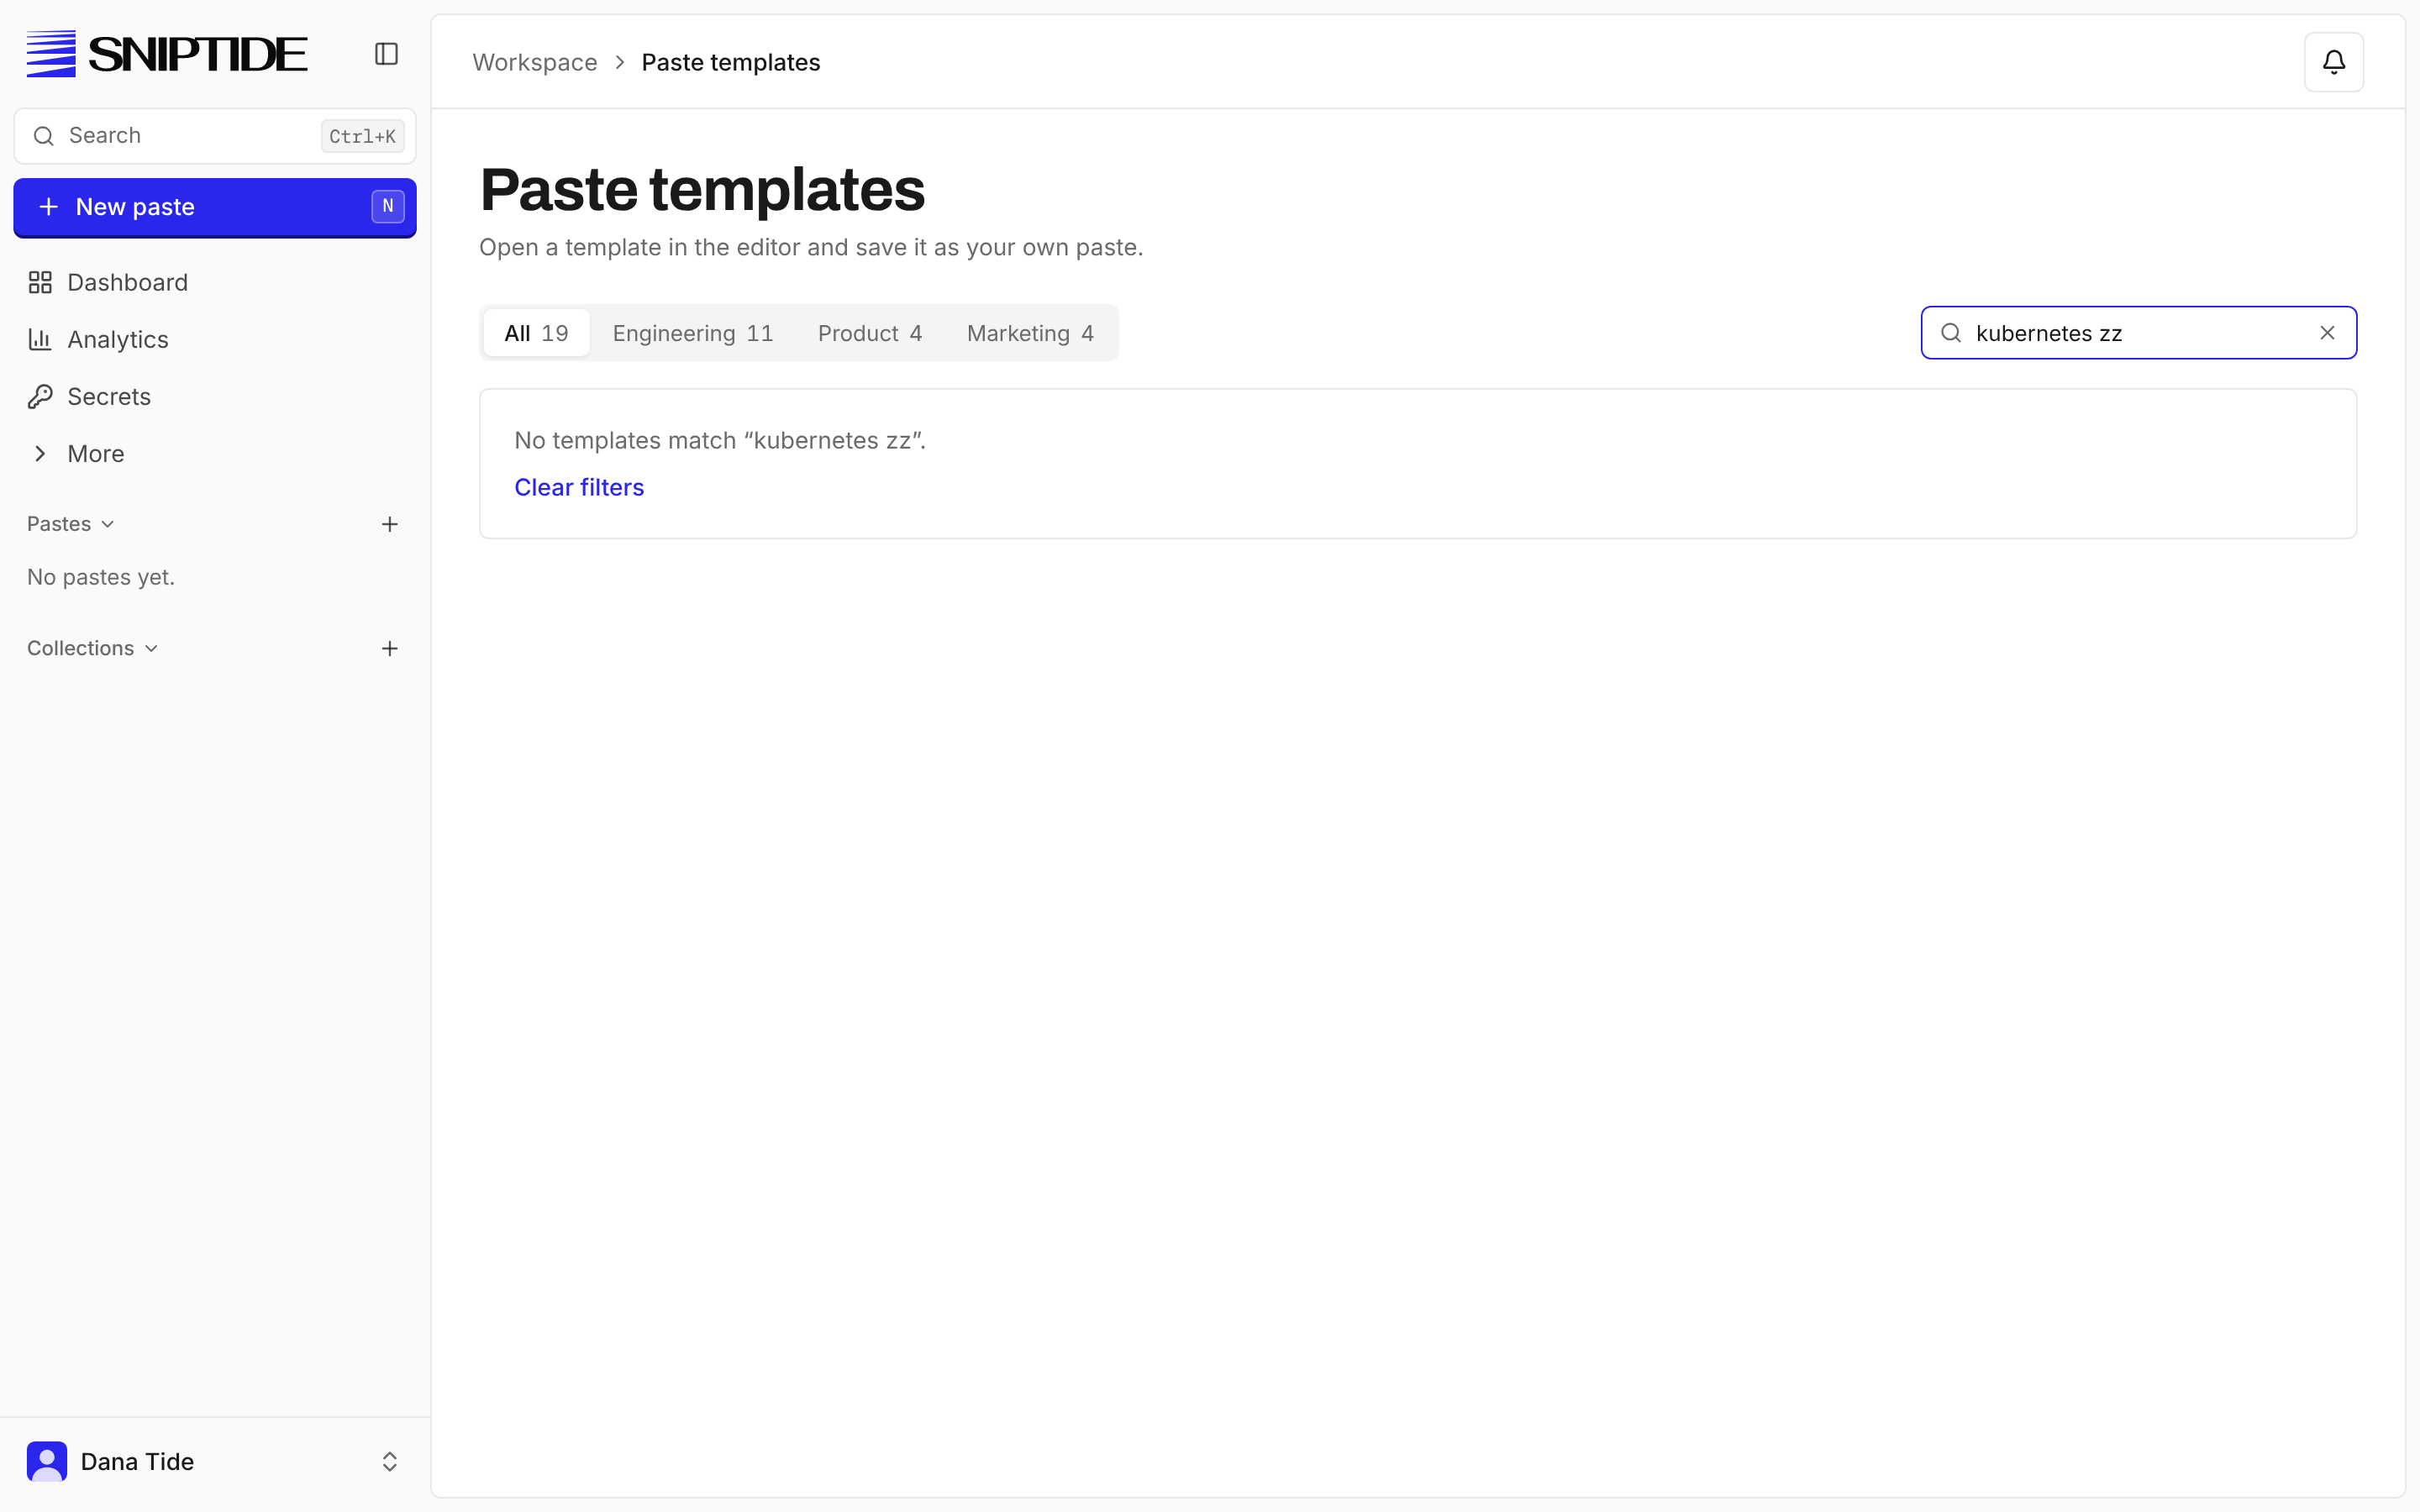 SNIPTIDE
Search Ctrl+K
New paste N
Dashboard
Analytics
Secrets
More
Pastes
No pastes yet.
Collections
Dana Tide
Workspace Paste templates
Paste templates
Open a template in the editor and save it as your own paste.
All 19 Engineering 11 Product 4 Marketing 4
kubernetes zz
No templates match “kubernetes zz”.
Clear filters